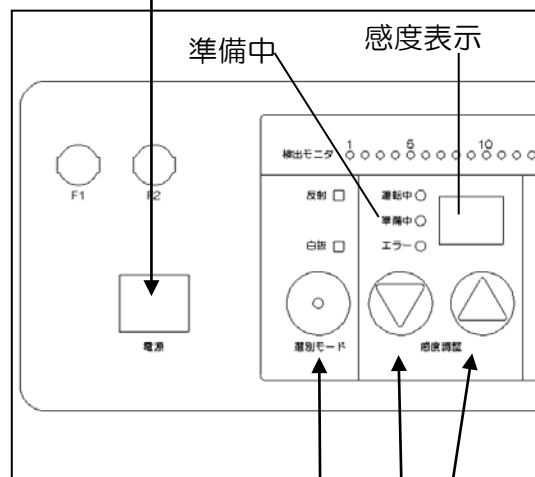 準備中
感度表示
検出モニタ 1 5 10
F1 F2
反射 運転中
準備中
白抜 エラー
電源
選別モード 感度調整